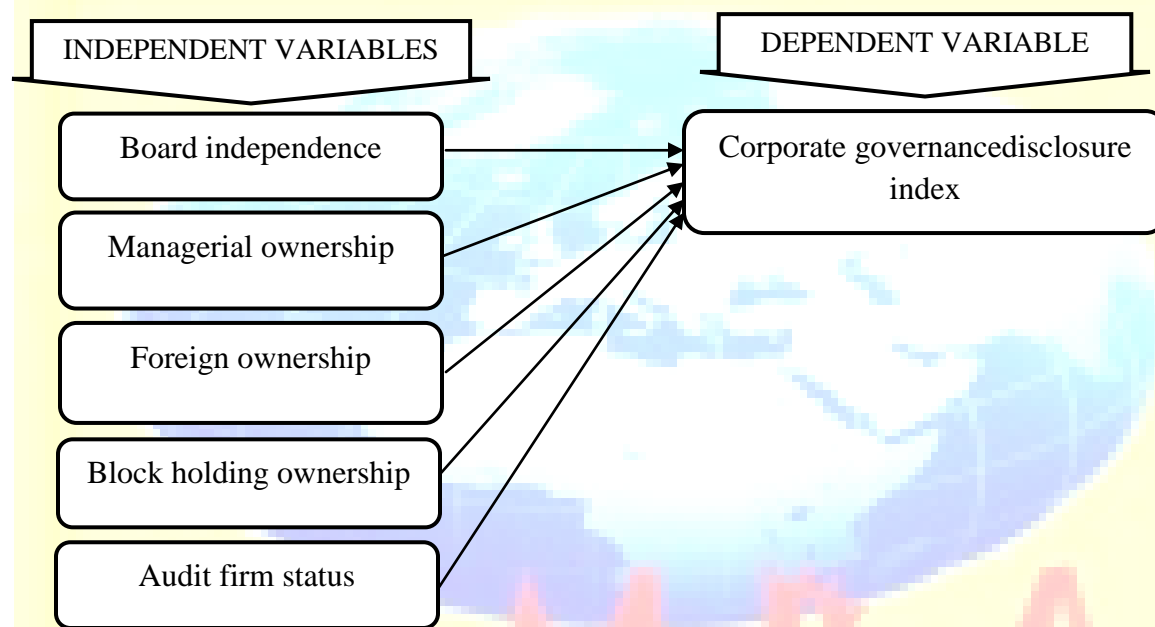 INDEPENDENT VARIABLES
DEPENDENT VARIABLE
Board independence
Managerial ownership
Foreign ownership
Block holding ownership
Audit firm status
Corporate governancedisclosure
index